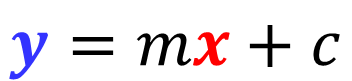 y = mx + c